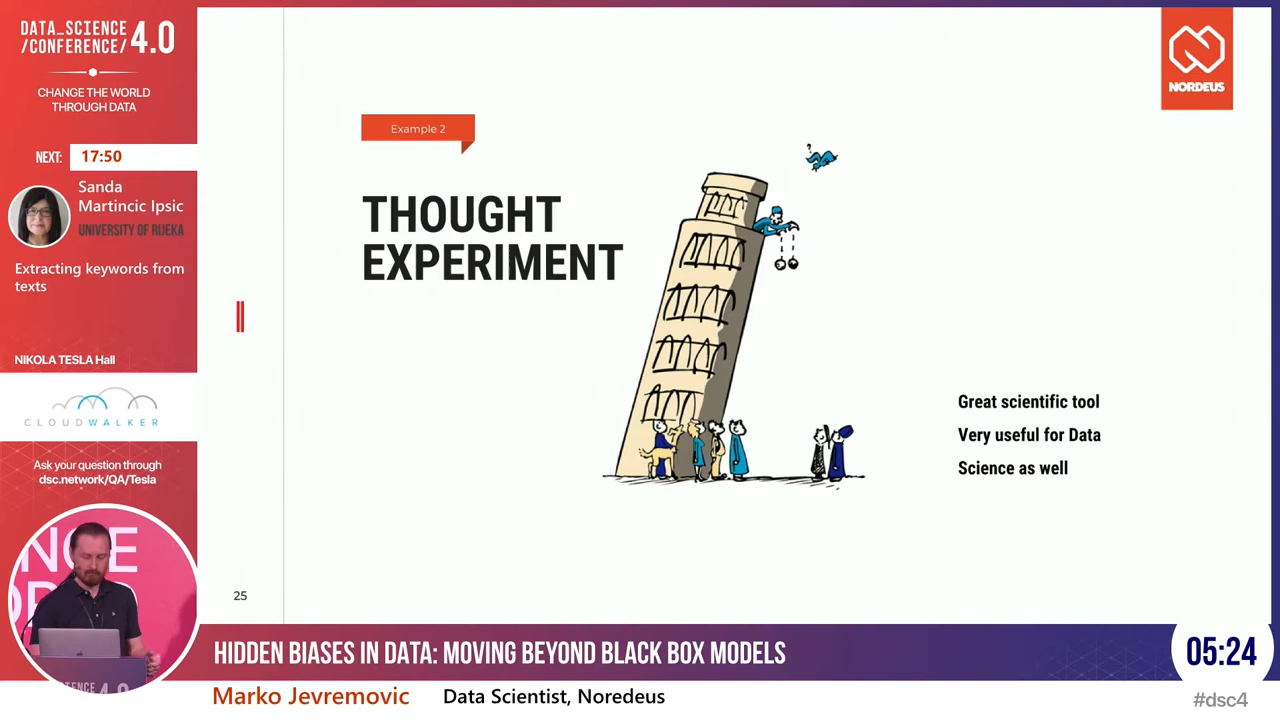 DATA_SCIENCE
/CONFERENCE/ 4.0
CHANGE THE WORLD
THROUGH DATA
NEXT: 17:50
Sanda
Martincic Ipsic
UNIVERSITY OF RIJEKA
Extracting keywords from
texts
NIKOLA TESLA Hall
CLOUDWALKER
Ask your question through
dsc.network/QA/Tesla
NORDEUS
Example 2
THOUGHT
EXPERIMENT
?
Great scientific tool
Very useful for Data
Science as well
25
HIDDEN BIASES IN DATA: MOVING BEYOND BLACK BOX MODELS
05:24
Marko Jevremovic Data Scientist, Noredeus
#dsc4